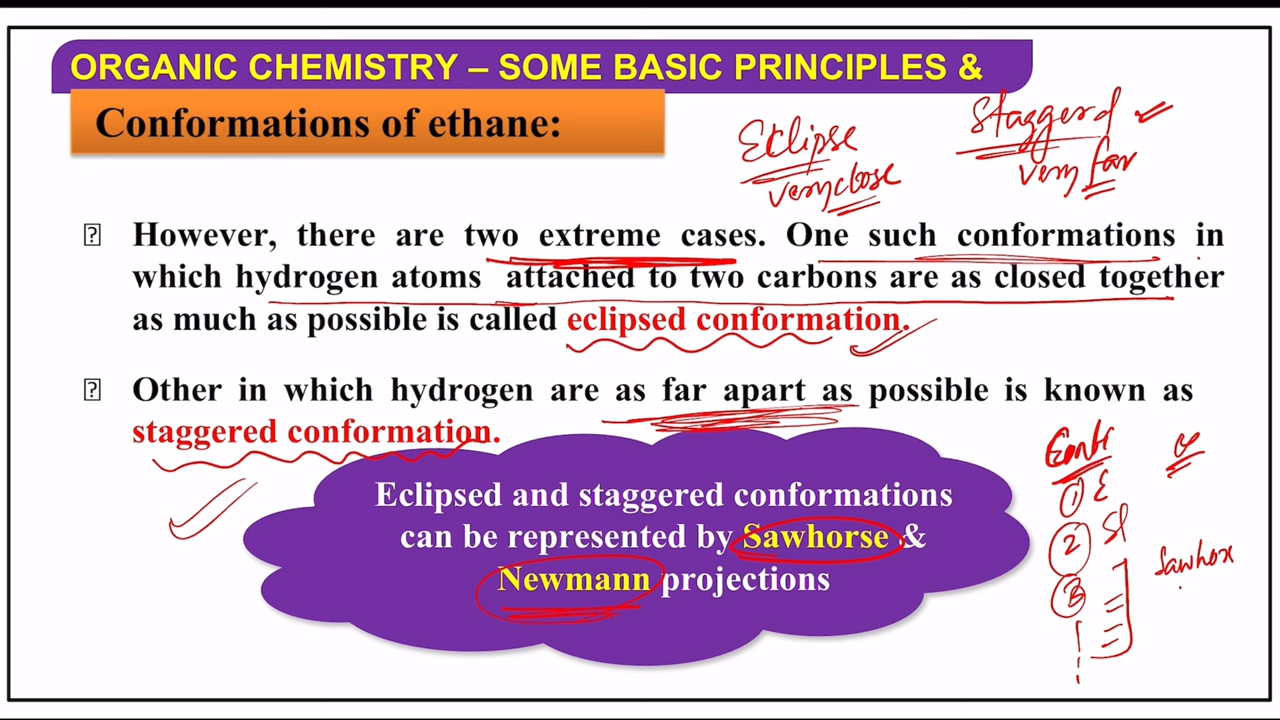 ORGANIC CHEMISTRY – SOME BASIC PRINCIPLES &
Conformations of ethane:
Eclipse
very close
Staggerd
very far
However, there are two extreme cases. One such conformations in
which hydrogen atoms attached to two carbons are as closed together
as much as possible is called eclipsed conformation.
Other in which hydrogen are as far apart as possible is known as
staggered conformation.
Eclipsed and staggered conformations
can be represented by Sawhorse &
Newmann projections
1 E
2 St
3